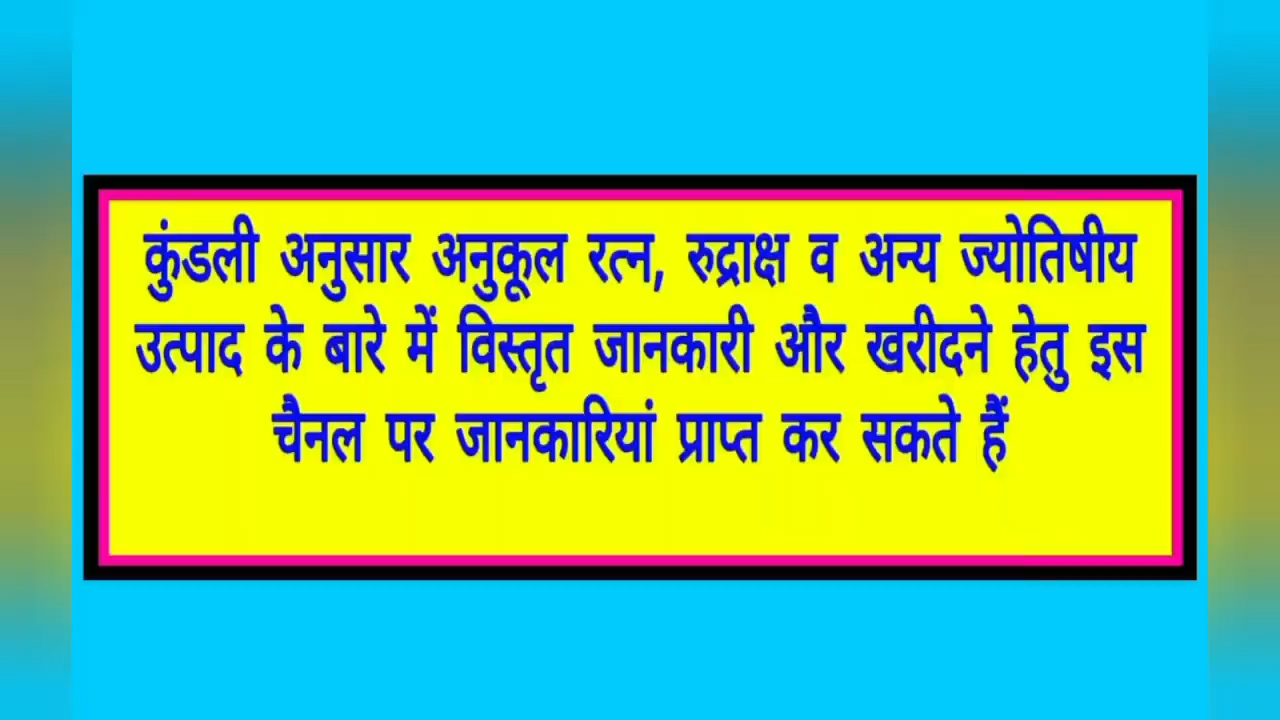 कुंडली अनुसार अनुकूल रत्न, रुद्राक्ष व अन्य ज्योतिषीय
उत्पाद के बारे में विस्तृत जानकारी और खरीदने हेतु इस
चैनल पर जानकारियां प्राप्त कर सकते हैं